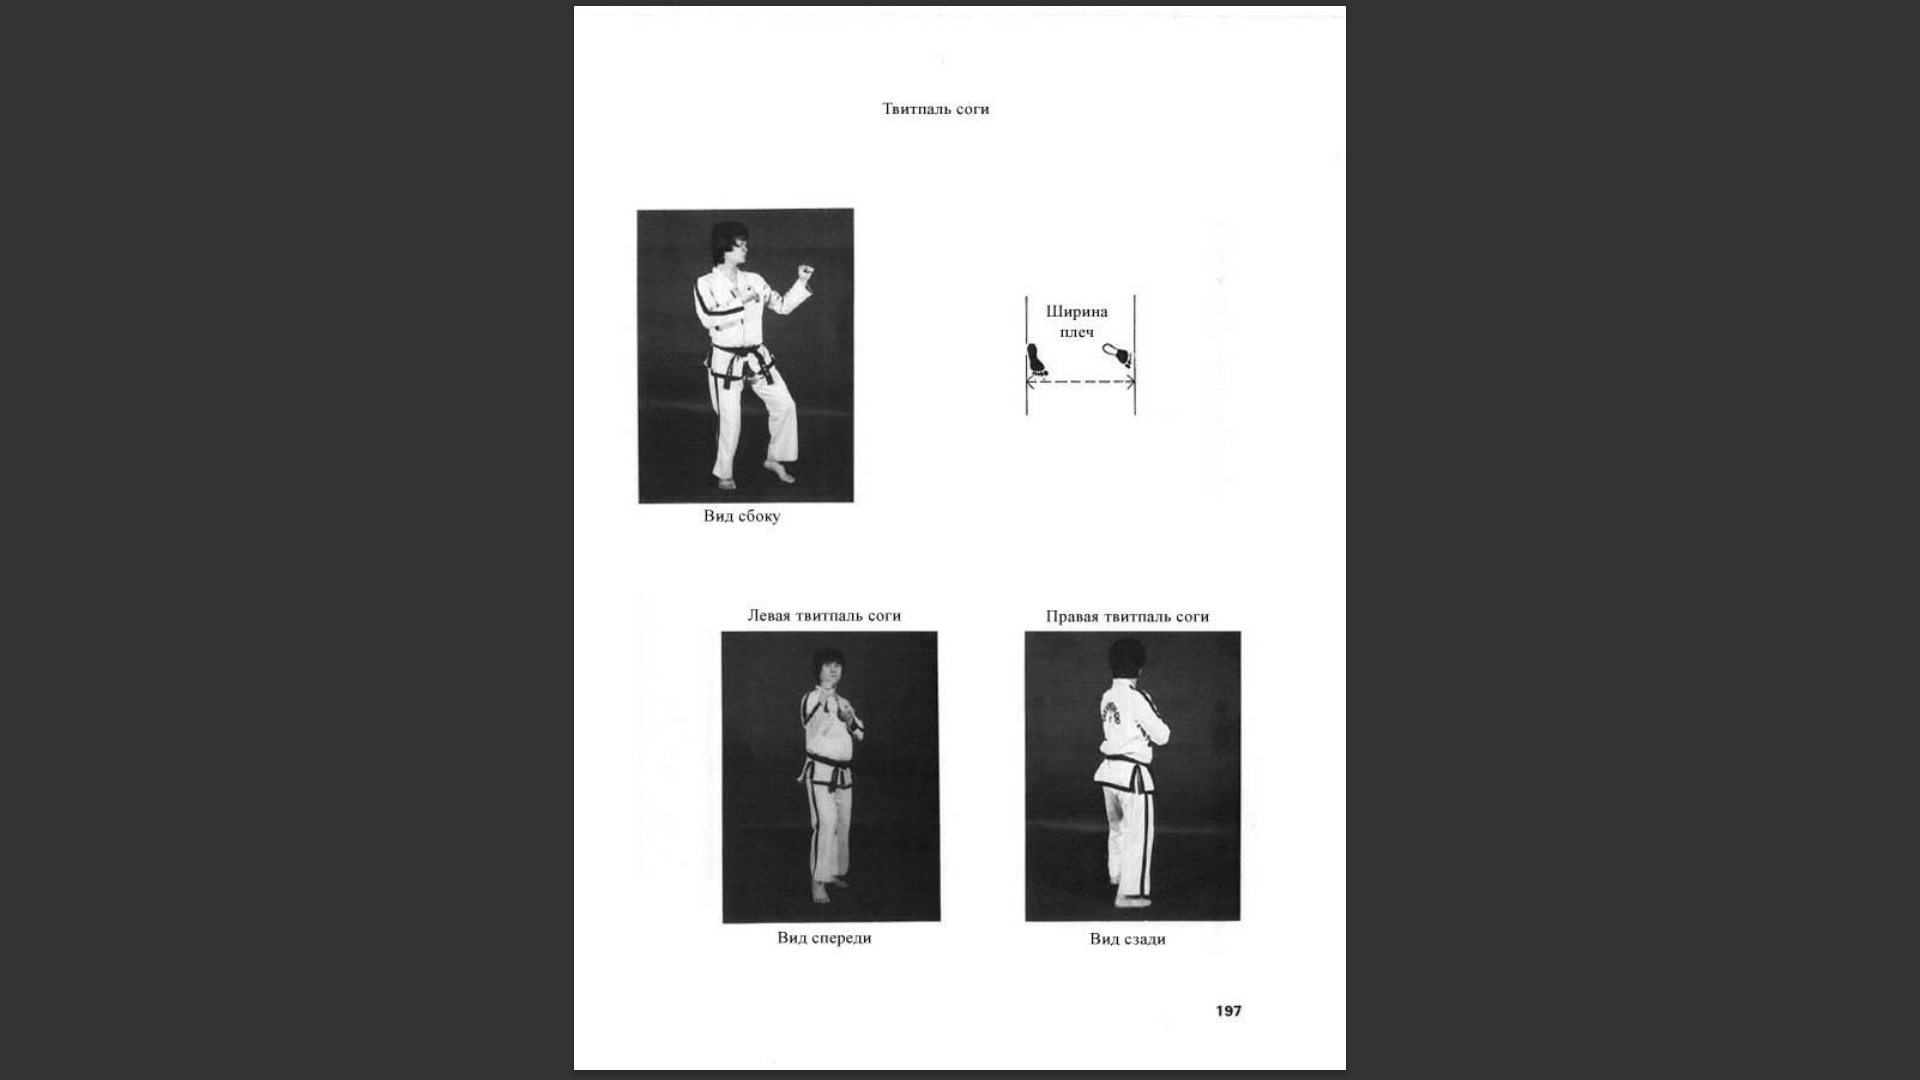 Твитпаль соги
Ширина
плеч
Вид сбоку
Левая твитпаль соги
Правая твитпаль соги
Вид спереди
Вид сзади
197